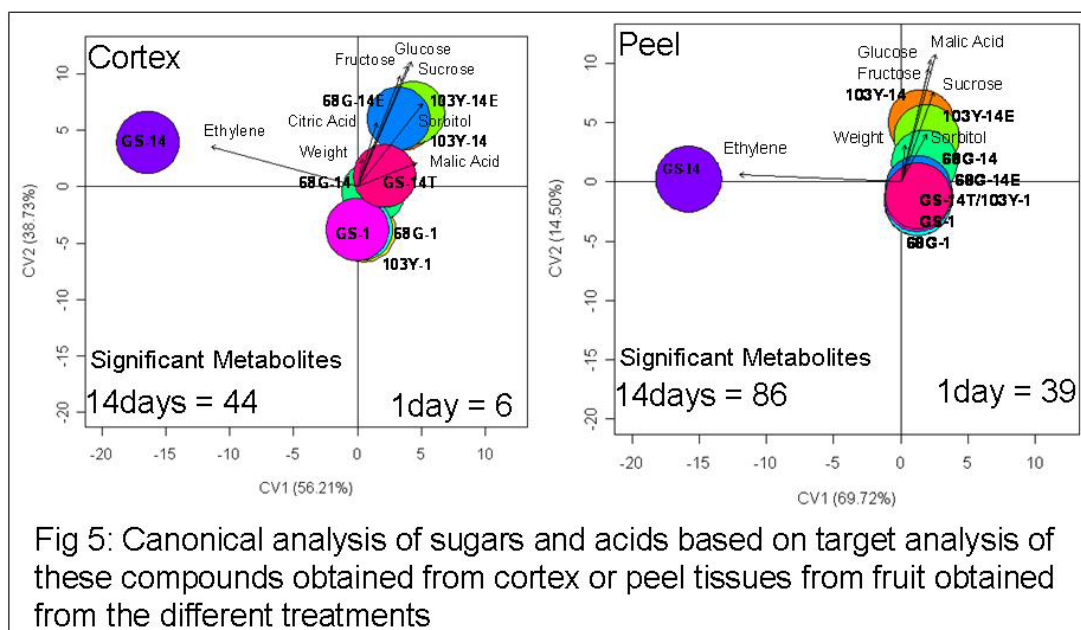 Cortex
Glucose
Fructose
Sucrose
68G-14E
103Y-14E
Citric Acid
Sorbitol
GS-14
Ethylene
103Y-14
Weight
Malic Acid
68G-14
GS-14T
GS-1
68G-1
103Y-1
Significant Metabolites
14days = 44
1day = 6
CV2 (38.73%)
10
5
0
-5
-10
-15
-20
-20 -15 -10 -5 0 5 10
CV1 (56.21%)
Peel
Malic Acid
Glucose
Fructose
Sucrose
103Y-14
103Y-14E
Weight
Sorbitol
Ethylene
68G-14
GS-14
68G-14E
GS-14T/103Y-1
GS-1
68G-1
Significant Metabolites
14days = 86
1day = 39
CV2 (14.50%)
10
5
0
-5
-10
-15
-20
-20 -15 -10 -5 0 5 10
CV1 (69.72%)
Fig 5: Canonical analysis of sugars and acids based on target analysis of
these compounds obtained from cortex or peel tissues from fruit obtained
from the different treatments